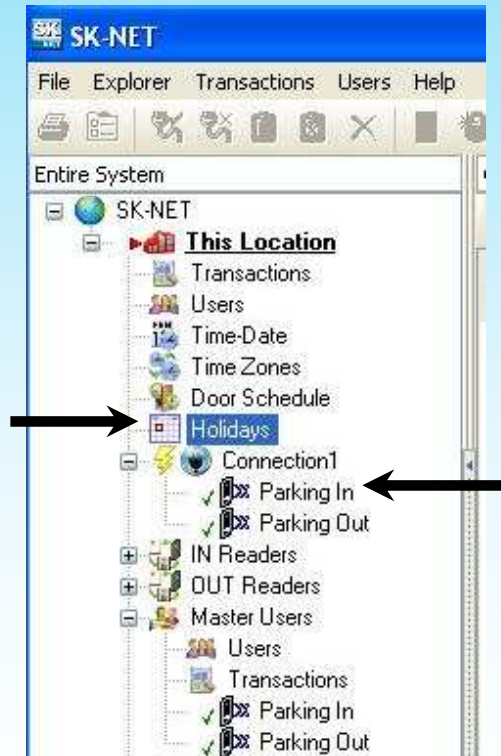 SK NET SK-NET
File Explorer Transactions Users Help
Entire System
SK-NET
This Location
Transactions
Users
Time-Date
Time Zones
Door Schedule
Holidays
Connection1
Parking In
Parking Out
IN Readers
OUT Readers
Master Users
Users
Transactions
Parking In
Parking Out